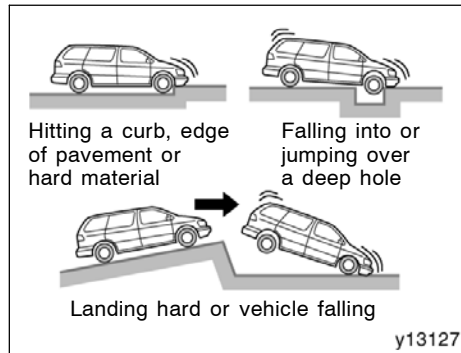 Hitting a curb, edge
of pavement or
hard material
Falling into or
jumping over
a deep hole
Landing hard or vehicle falling
y13127